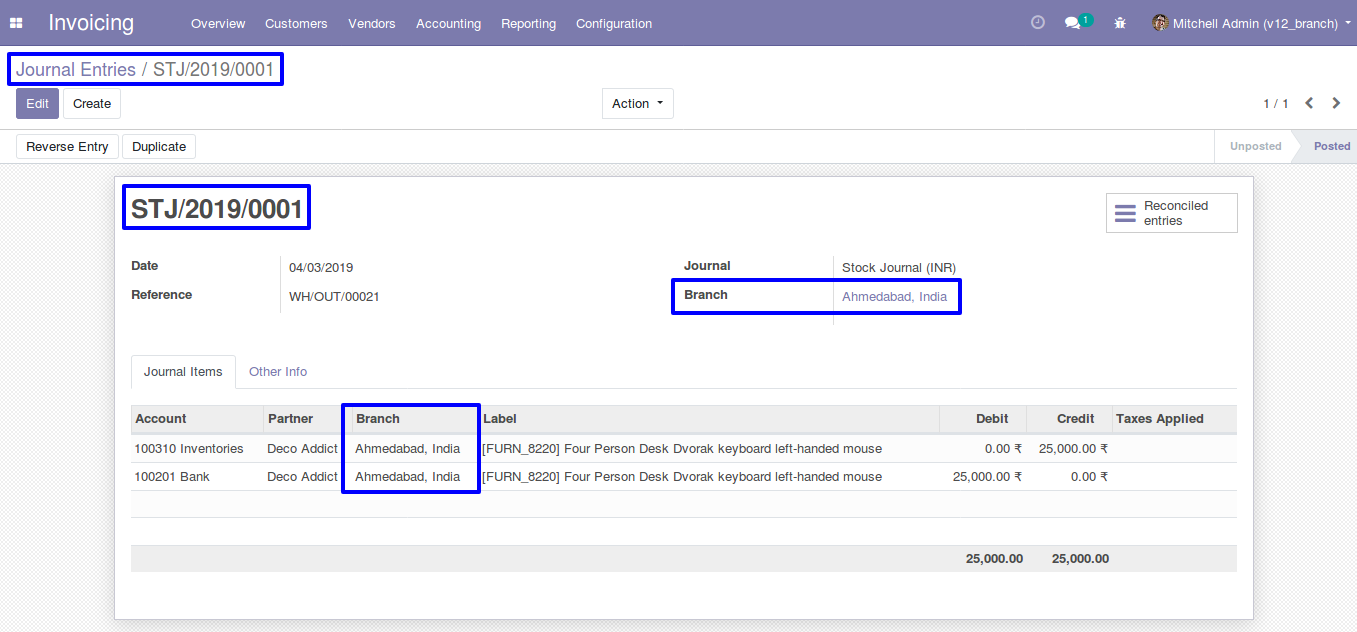 Invoicing Overview Customers Vendors Accounting Reporting Configuration 1 Mitchell Admin (v12_branch)
Journal Entries / STJ/2019/0001
Edit Create Action 1 / 1
Reverse Entry Duplicate Unposted Posted
STJ/2019/0001
Reconciled
entries
Date 04/03/2019 Journal Stock Journal (INR)
Reference WH/OUT/00021 Branch Ahmedabad, India
Journal Items Other Info
Account Partner Branch Label Debit Credit Taxes Applied
100310 Inventories Deco Addict Ahmedabad, India [FURN_8220] Four Person Desk Dvorak keyboard left-handed mouse 0.00 ₹ 25,000.00 ₹
100201 Bank Deco Addict Ahmedabad, India [FURN_8220] Four Person Desk Dvorak keyboard left-handed mouse 25,000.00 ₹ 0.00 ₹
25,000.00 25,000.00